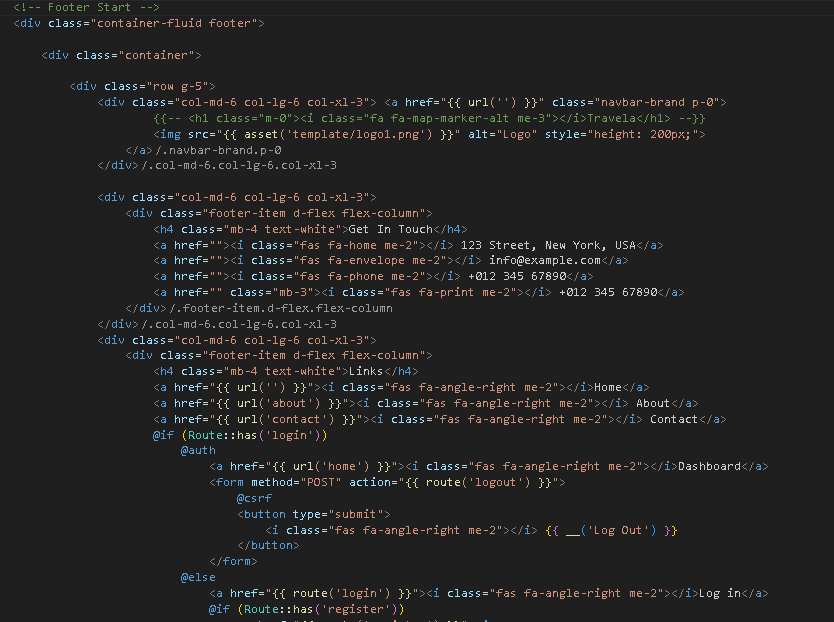 <!-- Footer Start -->
<div class="container-fluid footer">
<div class="container">
<div class="row g-5">
<div class="col-md-6 col-lg-6 col-xl-3"> <a href="{{ url('') }}" class="navbar-brand p-0">
{{-- <h1 class="m-0"><i class="fa fa-map-marker-alt me-3"></i>Travela</h1> --}}
<img src="{{ asset('template/logo1.png') }}" alt="Logo" style="height: 200px;">
</a>/.navbar-brand.p-0
</div>/.col-md-6.col-lg-6.col-xl-3
<div class="col-md-6 col-lg-6 col-xl-3">
<div class="footer-item d-flex flex-column">
<h4 class="mb-4 text-white">Get In Touch</h4>
<a href=""><i class="fas fa-home me-2"></i> 123 Street, New York, USA</a>
<a href=""><i class="fas fa-envelope me-2"></i> info@example.com</a>
<a href=""><i class="fas fa-phone me-2"></i> +012 345 67890</a>
<a href="" class="mb-3"><i class="fas fa-print me-2"></i> +012 345 67890</a>
</div>/.footer-item.d-flex.flex-column
</div>/.col-md-6.col-lg-6.col-xl-3
<div class="col-md-6 col-lg-6 col-xl-3">
<div class="footer-item d-flex flex-column">
<h4 class="mb-4 text-white">Links</h4>
<a href="{{ url('') }}"><i class="fas fa-angle-right me-2"></i>Home</a>
<a href="{{ url('about') }}"><i class="fas fa-angle-right me-2"></i> About</a>
<a href="{{ url('contact') }}"><i class="fas fa-angle-right me-2"></i> Contact</a>
@if (Route::has('login'))
@auth
<a href="{{ url('home') }}"><i class="fas fa-angle-right me-2"></i>Dashboard</a>
<form method="POST" action="{{ route('logout') }}">
@csrf
<button type="submit">
<i class="fas fa-angle-right me-2"></i> {{ __('Log Out') }}
</button>
</form>
@else
<a href="{{ route('login') }}"><i class="fas fa-angle-right me-2"></i>Log in</a>
@if (Route::has('register'))